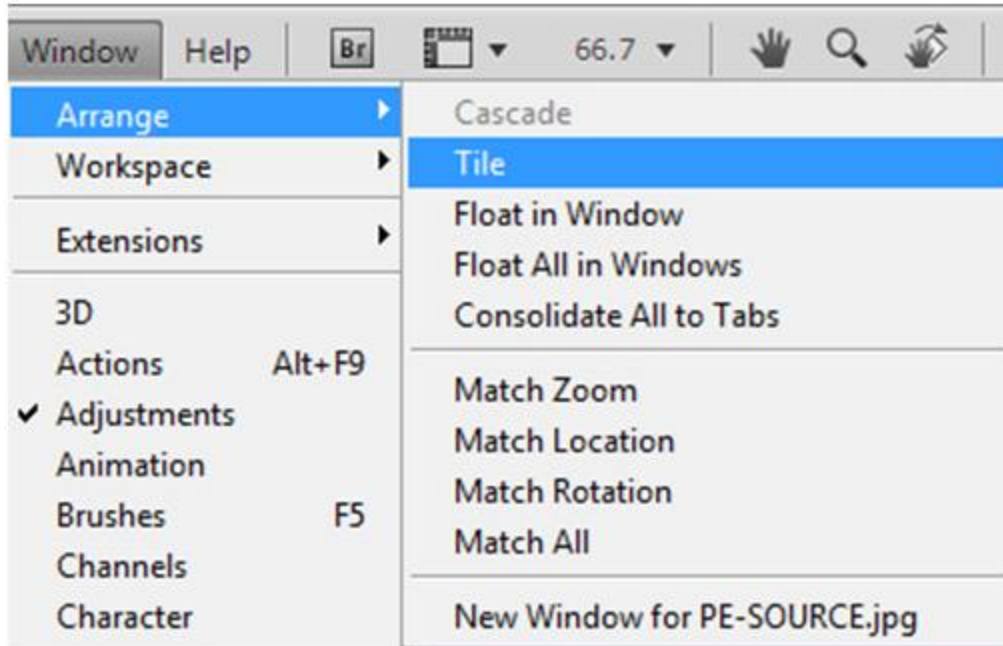 Window Help Br 66.7
Arrange
Workspace
Extensions
3D
Actions Alt+F9
✔ Adjustments
Animation
Brushes F5
Channels
Character
Cascade
Tile
Float in Window
Float All in Windows
Consolidate All to Tabs
Match Zoom
Match Location
Match Rotation
Match All
New Window for PE-SOURCE.jpg